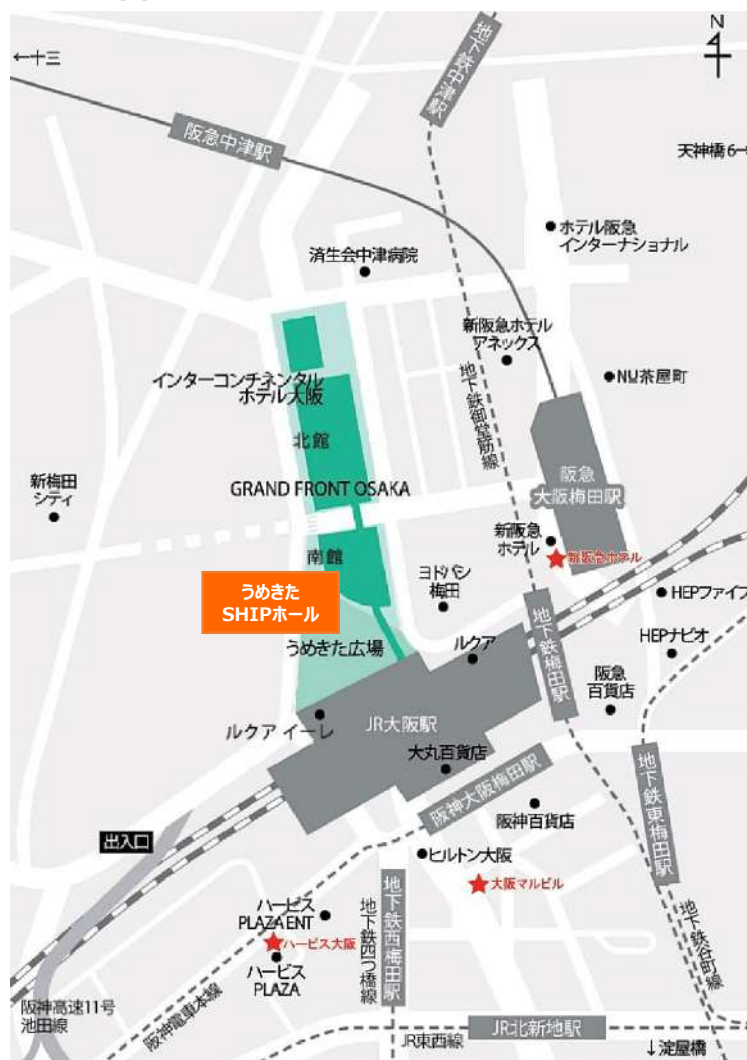 N
←十三
地下鉄中津駅
阪急中津駅
天神橋6→
ホテル阪急
インターナショナル
済生会中津病院
新阪急ホテル
アネックス
NU茶屋町
インターコンチネンタル
ホテル大阪
地下鉄御堂筋線
北館
阪急
大阪梅田駅
新梅田
シティ
GRAND FRONT OSAKA
新阪急
ホテル
新阪急ホテル
南館
ヨドバシ
梅田
うめきた
SHIPホール
HEPファイブ
地下鉄梅田駅
うめきた広場
ルクア
HEPナビオ
阪急
百貨店
ルクア イーレ
JR大阪駅
大丸百貨店
阪神大阪梅田駅
地下鉄東梅田駅
阪神百貨店
出入口
ヒルトン大阪
大阪マルビル
ハービス
PLAZA ENT
ハービス大阪
ハービス
PLAZA
地下鉄四つ橋線
地下鉄西梅田駅
地下鉄谷町線
阪神高速11号
池田線
阪神電車本線
JR東西線
JR北新地駅
↓淀屋橋